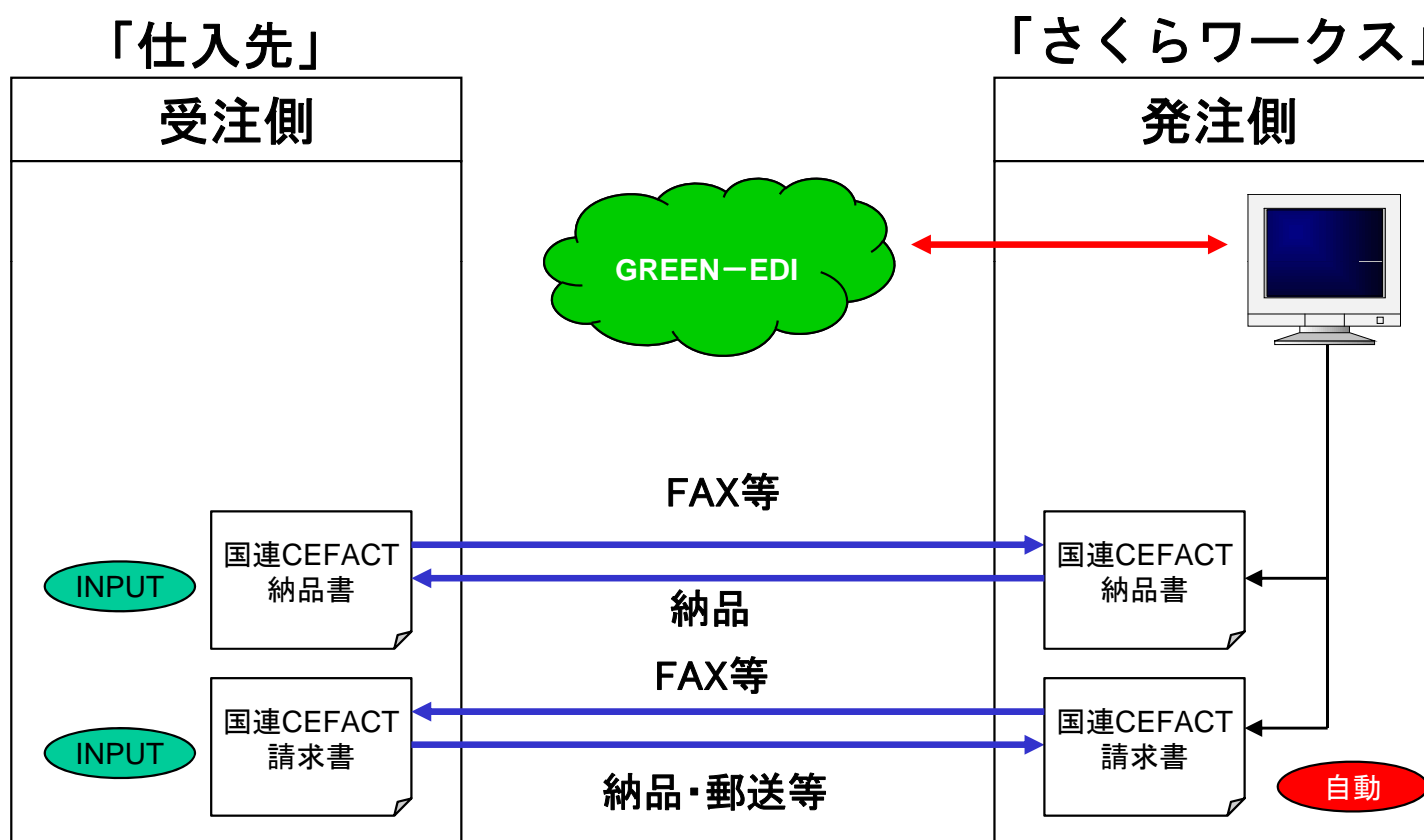 「仕入先」
「さくらワークス」
受注側
発注側
GREEN－EDI
FAX等
国連CEFACT
納品書
国連CEFACT
納品書
INPUT
納品
FAX等
国連CEFACT
請求書
国連CEFACT
請求書
INPUT
納品・郵送等
自動